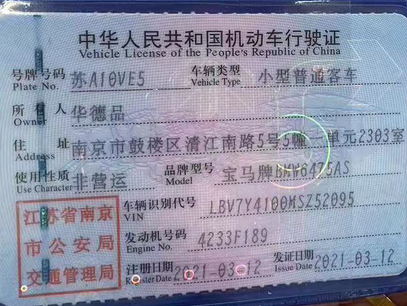 中华人民共和国机动车行驶证
Vehicle License of the People's Republic of China
号牌号码 苏A10VE5 车辆类型 小型普通客车
Plate No. Vehicle Type
所有人 华德品
Owner
住址 南京市鼓楼区清江南路5号5幢一单元2303室
Address
使用性质 非营运 品牌型号 宝马牌BMW6475AS
Use Character Model
车辆识别代号 LBV7Y4100MSZ52095
VIN
江苏省南京
市公安局
交通管理局
发动机号码 4233F189
Engine No.
注册日期 2021-03-12 发证日期 2021-03-12
Register Date Issue Date